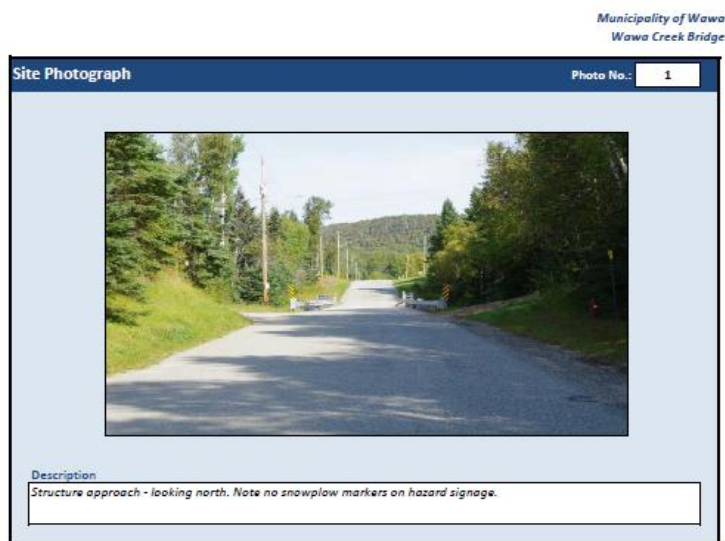 Municipality of Wawa
Wawa Creek Bridge
Site Photograph
Photo No.: 1
Description
Structure approach - looking north. Note no snowplow markers on hazard signage.